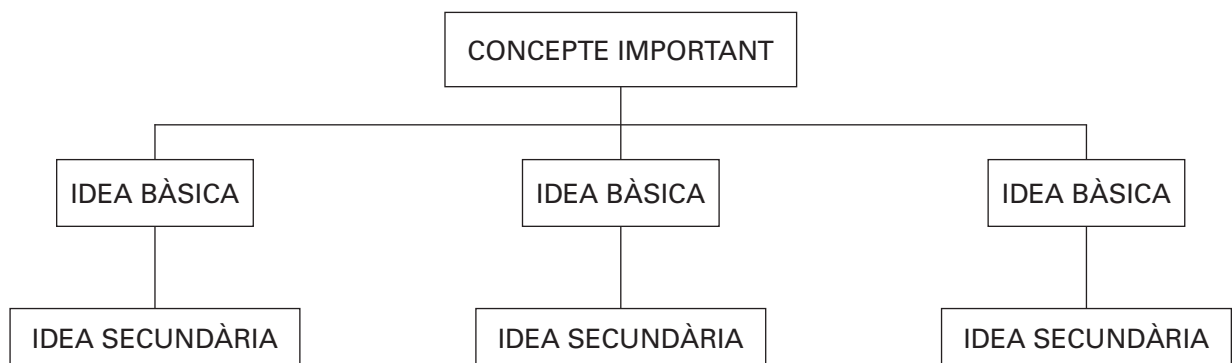 CONCEPTE IMPORTANT
IDEA BÀSICA IDEA BÀSICA IDEA BÀSICA
IDEA SECUNDÀRIA IDEA SECUNDÀRIA IDEA SECUNDÀRIA